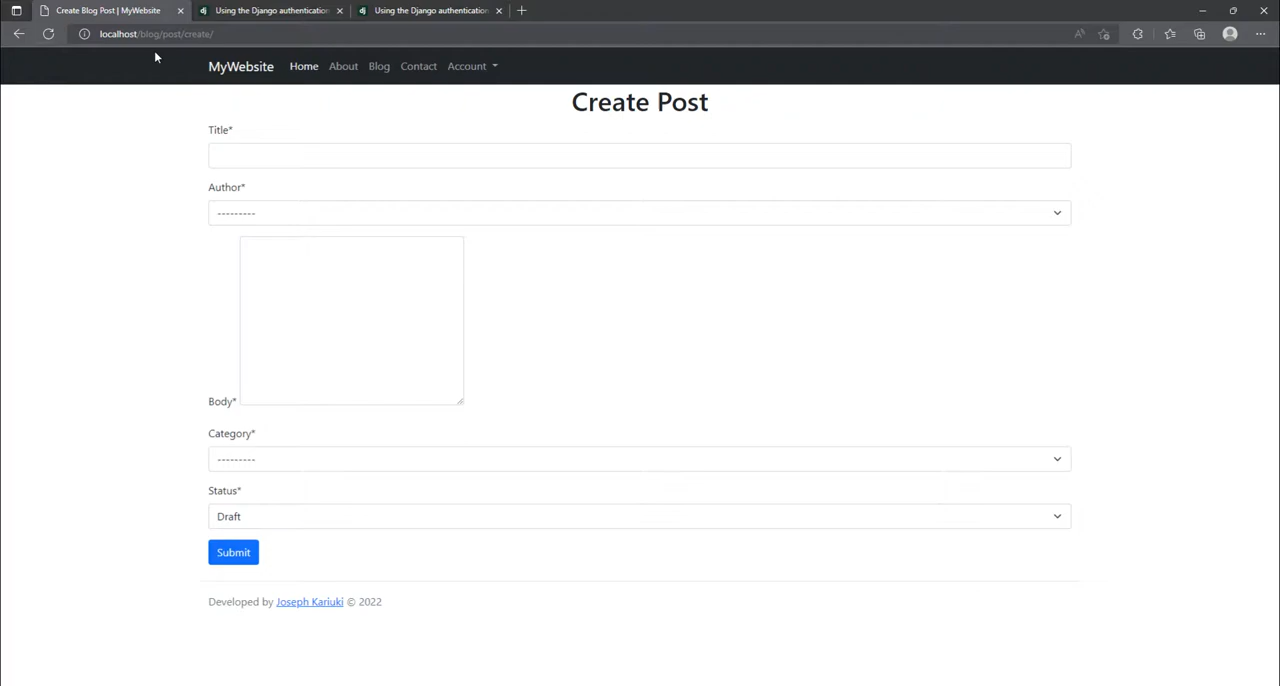 Create Blog Post | MyWebsite
Using the Django authentication
Using the Django authentication
localhost/blog/post/create/
MyWebsite Home About Blog Contact Account
Create Post
Title*
Author*
---------
Body*
Category*
---------
Status*
Draft
Submit
Developed by Joseph Kariuki © 2022